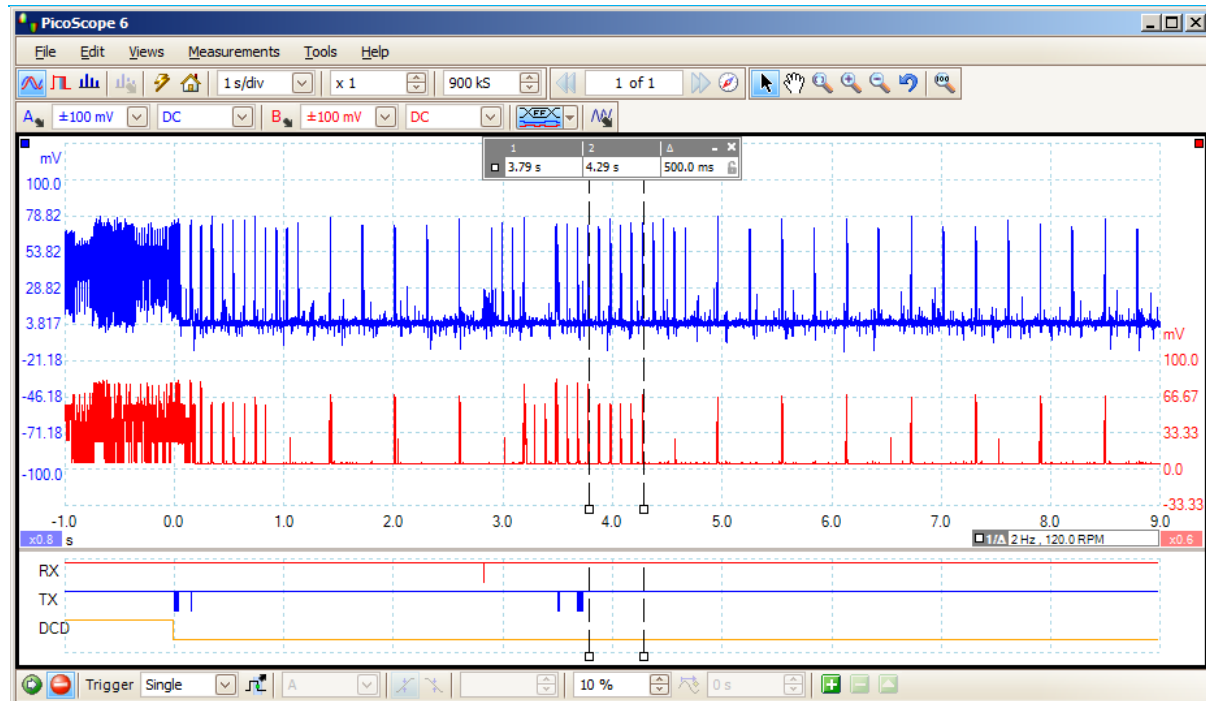 PicoScope 6
File Edit Views Measurements Tools Help
1 s/div x 1 900 kS 1 of 1
A ±100 mV DC B ±100 mV DC
1 2 Δ
3.79 s 4.29 s 500.0 ms
mV
100.0
78.82
53.82
28.82
3.817
-21.18
-46.18
-71.18
-100.0
mV
100.0
66.67
33.33
0.0
-33.33
-1.0 0.0 1.0 2.0 3.0 4.0 5.0 6.0 7.0 8.0 9.0
x0.8 s 1/Δ 2 Hz , 120.0 RPM x0.6
RX
TX
DCD
Trigger Single A 10 % 0 s